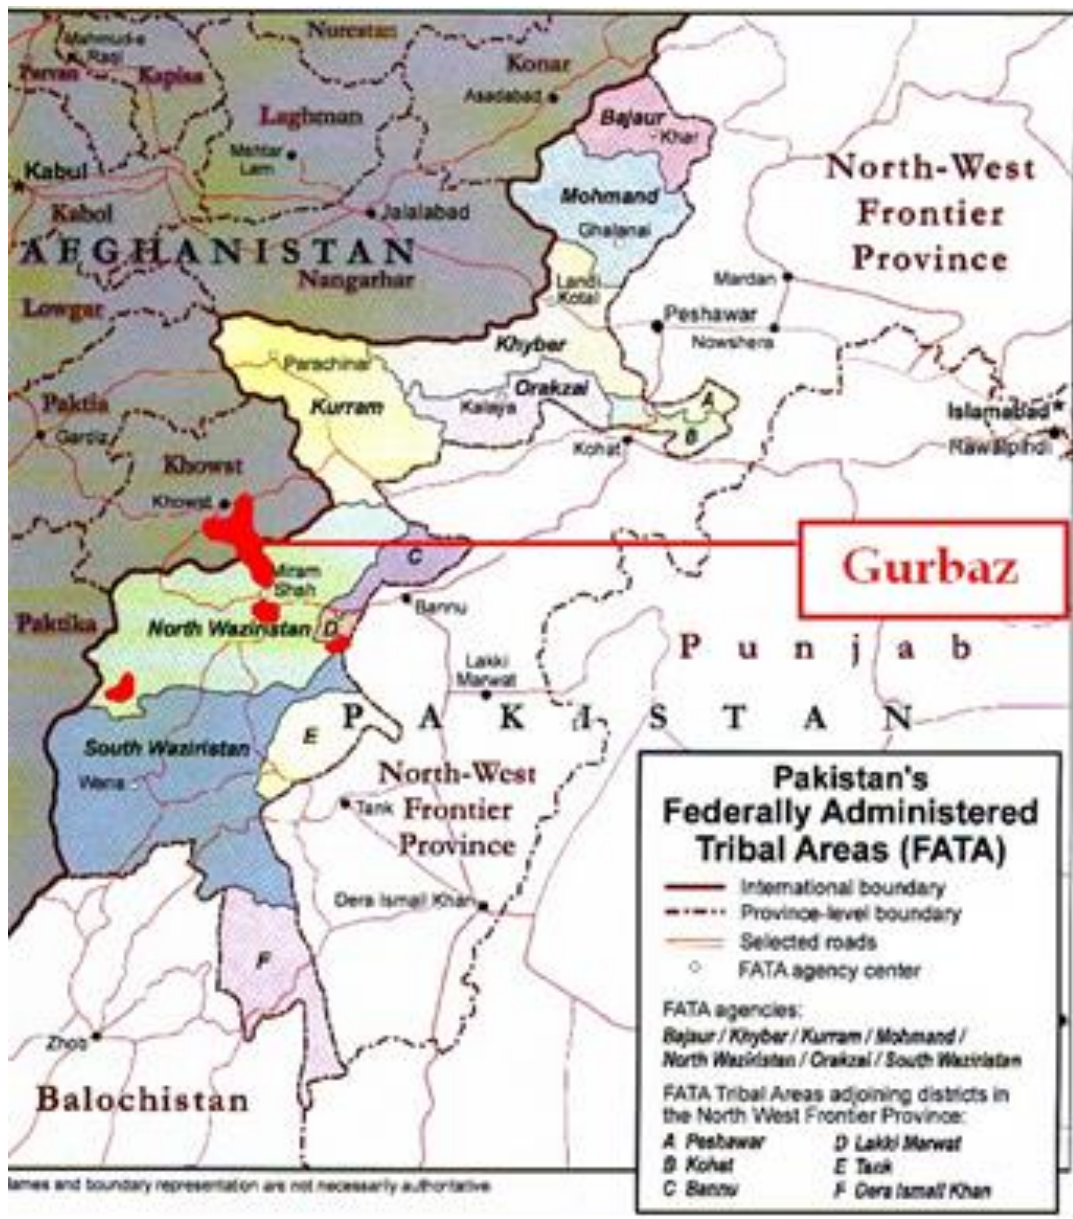 Nurestan
Mahmud-e
Raqi
Konar
Parvan
Kapisa
Asadabad
Bajaur
Khar
Laghman
Mehtar
Lam
North-West
Frontier
Province
Kabul
Mohmand
Kabol
Jalalabad
Ghalanai
AFGHANISTAN
Nangarhar
Landi
Kotal
Mardan
Lowgar
Peshawar
Nowshera
Khyber
Parachinar
Orakzai
Paktia
Kurram
Kalaya
A
Islamabad
Gardiz
B
Kohat
Rawalpindi
Khowst
Khowst
C
Gurbaz
Miram
Shah
Bannu
Paktika
North Waziristan
D
Punjab
Lakki
Marwat
PAKISTAN
South Waziristan
E
Wana
North-West
Frontier
Province
Tank
Dera Ismail Khan
F
Zhob
Balochistan
Pakistan's
Federally Administered
Tribal Areas (FATA)
International boundary
Province-level boundary
Selected roads
FATA agency center
FATA agencies:
Bajaur / Khyber / Kurram / Mohmand /
North Waziristan / Orakzai / South Waziristan
FATA Tribal Areas adjoining districts in
the North West Frontier Province:
A Peshawar
B Kohat
C Bannu
D Lakki Marwat
E Tank
F Dera Ismail Khan
ames and boundary representation are not necessarily authoritative